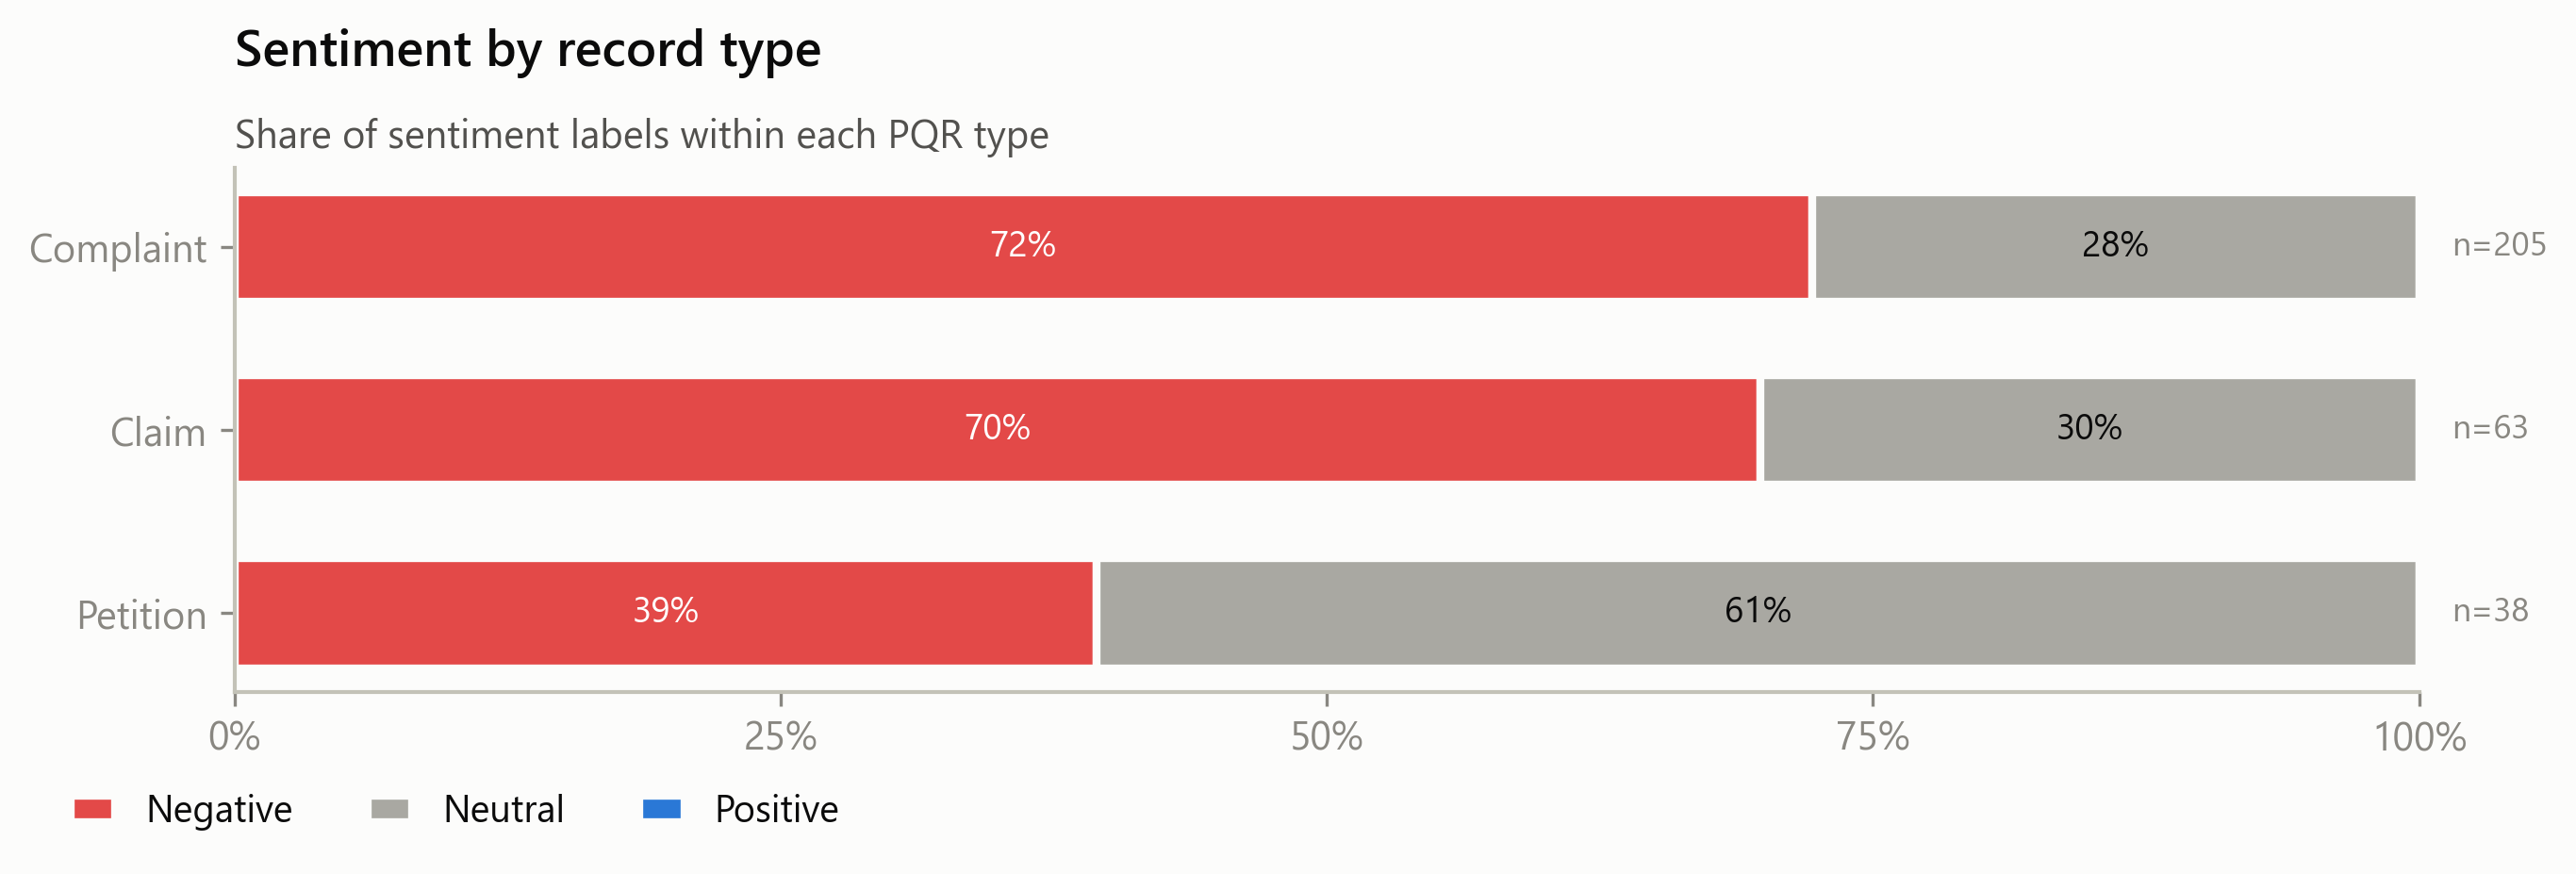 Sentiment by record type
Share of sentiment labels within each PQR type
Complaint 72% 28% n=205
Claim 70% 30% n=63
Petition 39% 61% n=38
0% 25% 50% 75% 100%
Negative Neutral Positive